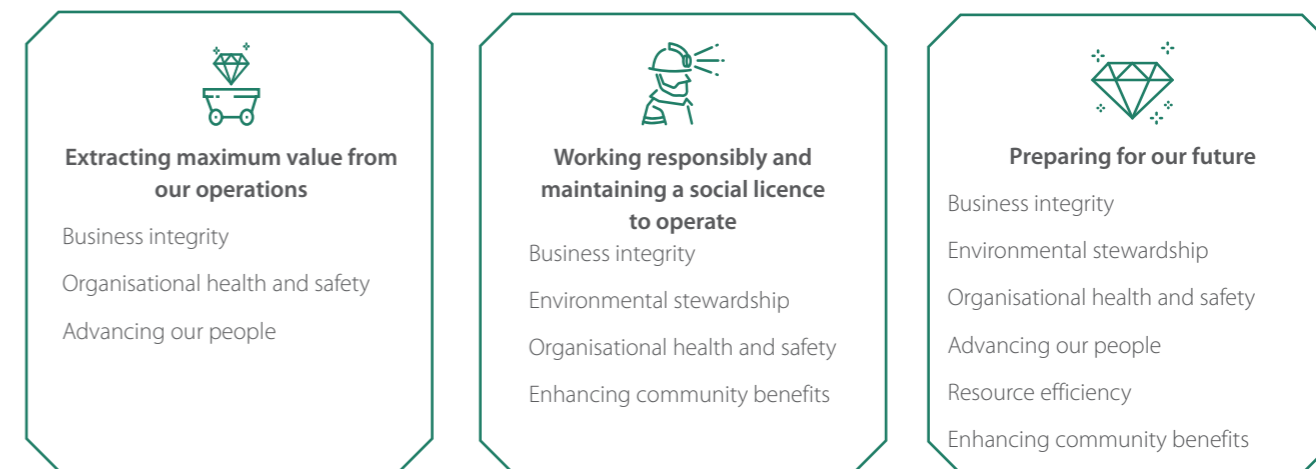 Extracting maximum value from
our operations
Business integrity
Organisational health and safety
Advancing our people
Working responsibly and
maintaining a social licence
to operate
Business integrity
Environmental stewardship
Organisational health and safety
Enhancing community benefits
Preparing for our future
Business integrity
Environmental stewardship
Organisational health and safety
Advancing our people
Resource efficiency
Enhancing community benefits